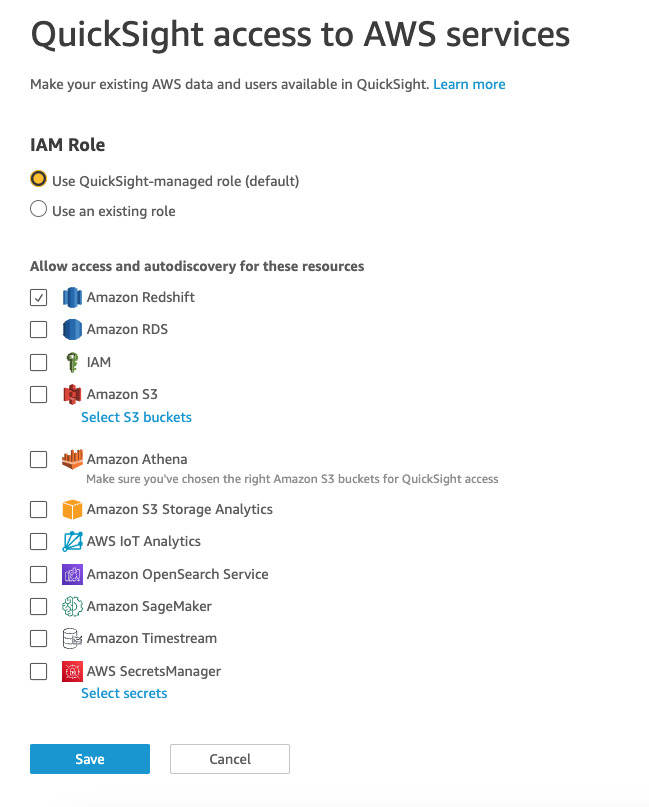 QuickSight access to AWS services
Make your existing AWS data and users available in QuickSight. Learn more
IAM Role
Use QuickSight-managed role (default)
Use an existing role
Allow access and autodiscovery for these resources
Amazon Redshift
Amazon RDS
IAM
Amazon S3
Select S3 buckets
Amazon Athena
Make sure you've chosen the right Amazon S3 buckets for QuickSight access
Amazon S3 Storage Analytics
AWS IoT Analytics
Amazon OpenSearch Service
Amazon SageMaker
Amazon Timestream
AWS SecretsManager
Select secrets
Save Cancel